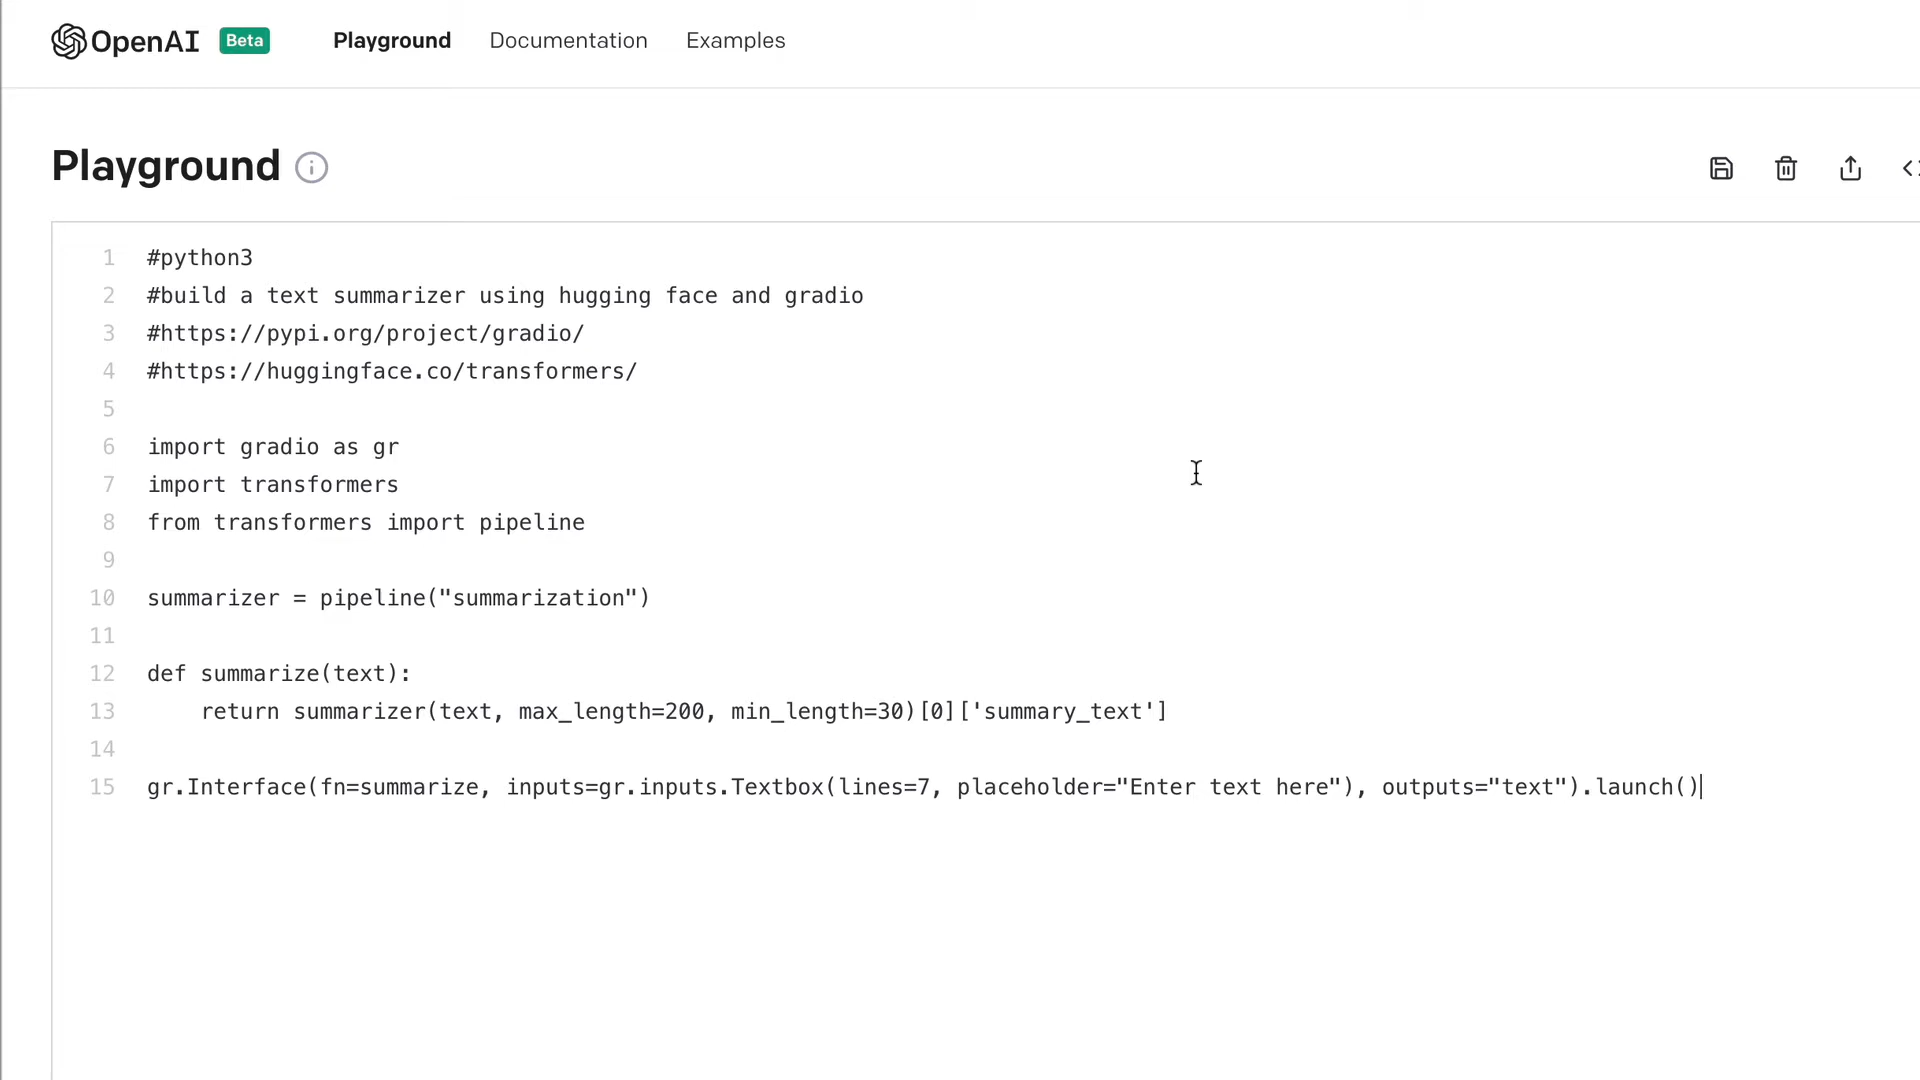 OpenAI Beta Playground Documentation Examples
Playground
1 #python3
2 #build a text summarizer using hugging face and gradio
3 #https://pypi.org/project/gradio/
4 #https://huggingface.co/transformers/
5
6 import gradio as gr
7 import transformers
8 from transformers import pipeline
9
10 summarizer = pipeline("summarization")
11
12 def summarize(text):
13     return summarizer(text, max_length=200, min_length=30)[0]['summary_text']
14
15 gr.Interface(fn=summarize, inputs=gr.inputs.Textbox(lines=7, placeholder="Enter text here"), outputs="text").launch()